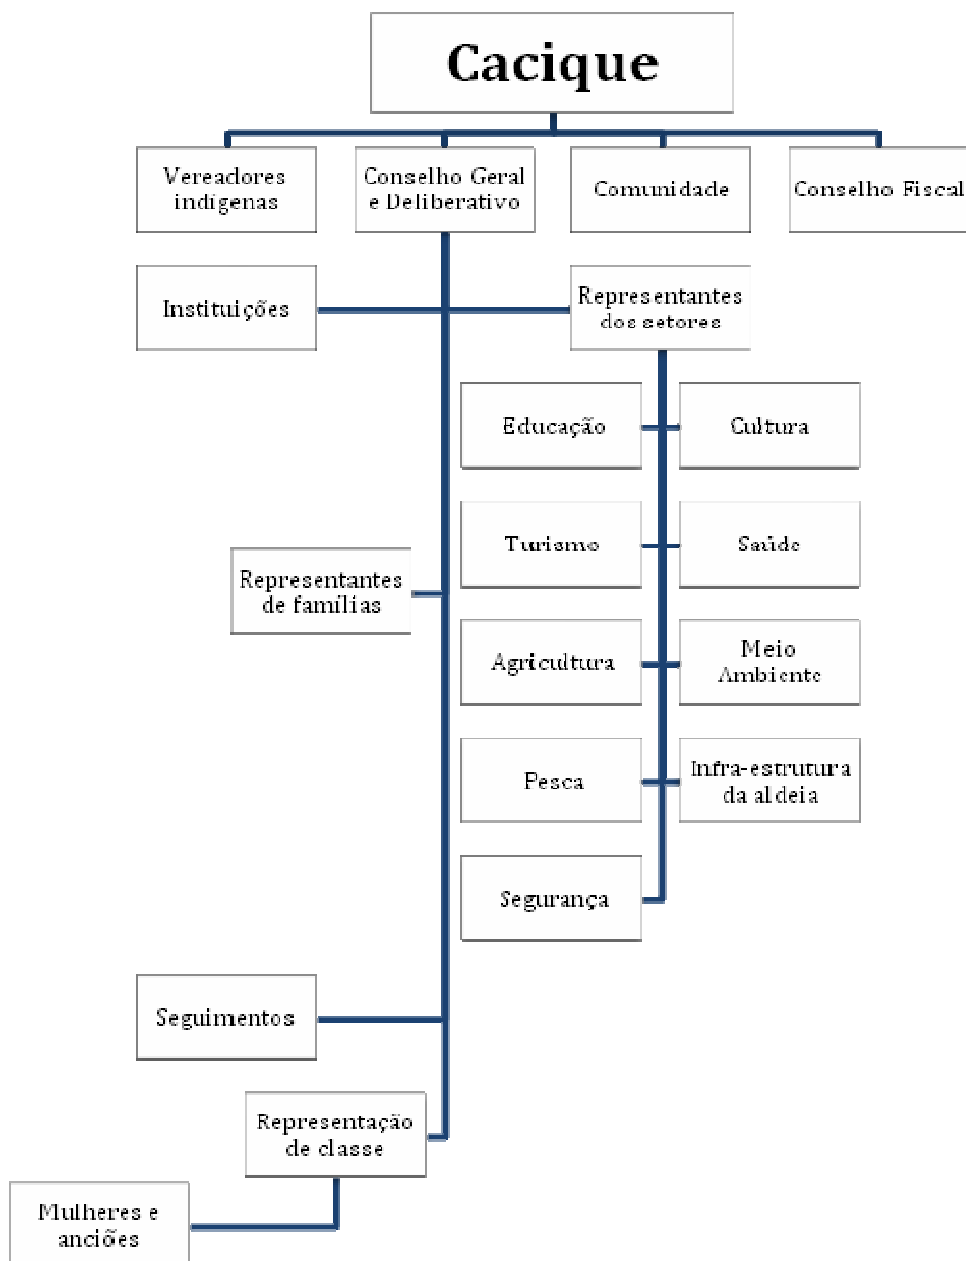 Cacique
Vereadores
indígenas
Conselho Geral
e Deliberativo
Comunidade
Conselho Fiscal
Instituições
Representantes
dos setores
Educação
Cultura
Turismo
Saúde
Representantes
de famílias
Agricultura
Meio
Ambiente
Pesca
Infra-estrutura
da aldeia
Segurança
Seguimentos
Representação
de classe
Mulheres e
anciões